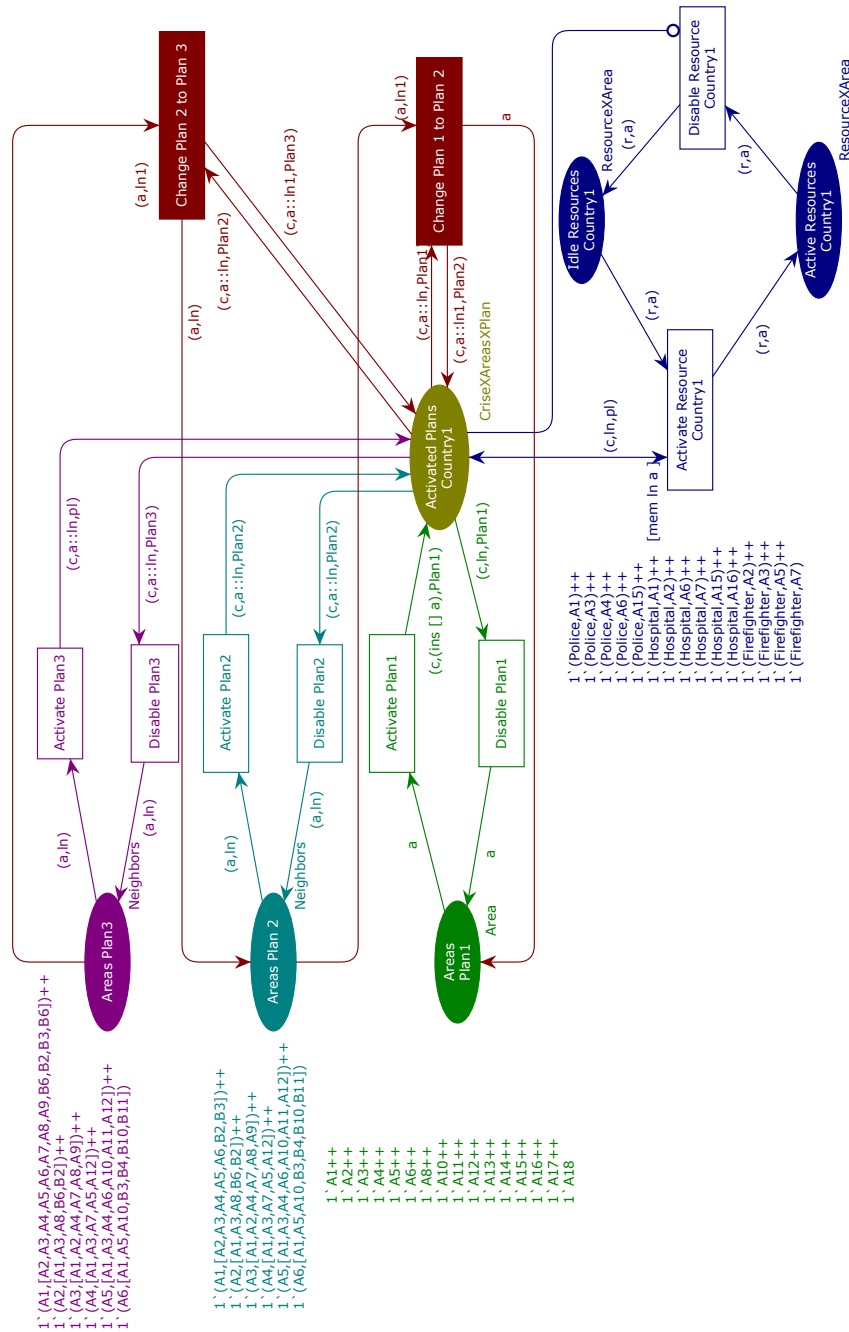 1`(A1,[A2,A3,A4,A5,A6,A7,A8,A9,B6,B2,B3,B6])++
1`(A2,[A1,A3,A8,B6,B2])++
1`(A3,[A1,A2,A4,A7,A8,A9])++
1`(A4,[A1,A3,A7,A5,A12])++
1`(A5,[A1,A3,A4,A6,A10,A11,A12])++
1`(A6,[A1,A5,A10,B3,B4,B10,B11])
Areas Plan3
Neighbors
(a,ln)
(a,ln)
Activate Plan3
Disable Plan3
(c,a::ln,pl)
(c,a::ln,Plan3)
(a,ln1)
Change Plan 2 to Plan 3
(a,ln)
(c,a::ln,Plan2)
(c,a::ln1,Plan3)
1`(A1,[A2,A3,A4,A5,A6,B2,B3])++
1`(A2,[A1,A3,A8,B6,B2])++
1`(A3,[A1,A2,A4,A7,A8,A9])++
1`(A4,[A1,A3,A7,A5,A12])++
1`(A5,[A1,A3,A4,A6,A10,A11,A12])++
1`(A6,[A1,A5,A10,B3,B4,B10,B11])
Areas Plan 2
Neighbors
(a,ln)
(a,ln)
Activate Plan2
Disable Plan2
(c,a::ln,Plan2)
(c,a::ln,Plan2)
(a,ln1)
Change Plan 1 to Plan 2
a
(c,a::ln,Plan1)
(c,a::ln1,Plan2)
1`A1++
1`A2++
1`A3++
1`A4++
1`A5++
1`A6++
1`A8++
1`A10++
1`A11++
1`A12++
1`A13++
1`A14++
1`A15++
1`A16++
1`A17++
1`A18
Areas
Plan1
Area
a
a
Activate Plan1
Disable Plan1
(c,(ins [] a),Plan1)
(c,ln,Plan1)
Activated Plans
Country1
CriseXAreasXPlan
1`(Police,A1)++
1`(Police,A3)++
1`(Police,A4)++
1`(Police,A6)++
1`(Police,A15)++
1`(Hospital,A1)++
1`(Hospital,A2)++
1`(Hospital,A6)++
1`(Hospital,A7)++
1`(Hospital,A15)++
1`(Hospital,A16)++
1`(Firefighter,A2)++
1`(Firefighter,A3)++
1`(Firefighter,A5)++
1`(Firefighter,A7)
(c,ln,pl)
[mem ln a ]
Activate Resource
Country1
(r,a)
(r,a)
Idle Resources
Country1
ResourceXArea
(r,a)
(r,a)
Disable Resource
Country1
Active Resources
Country1
ResourceXArea